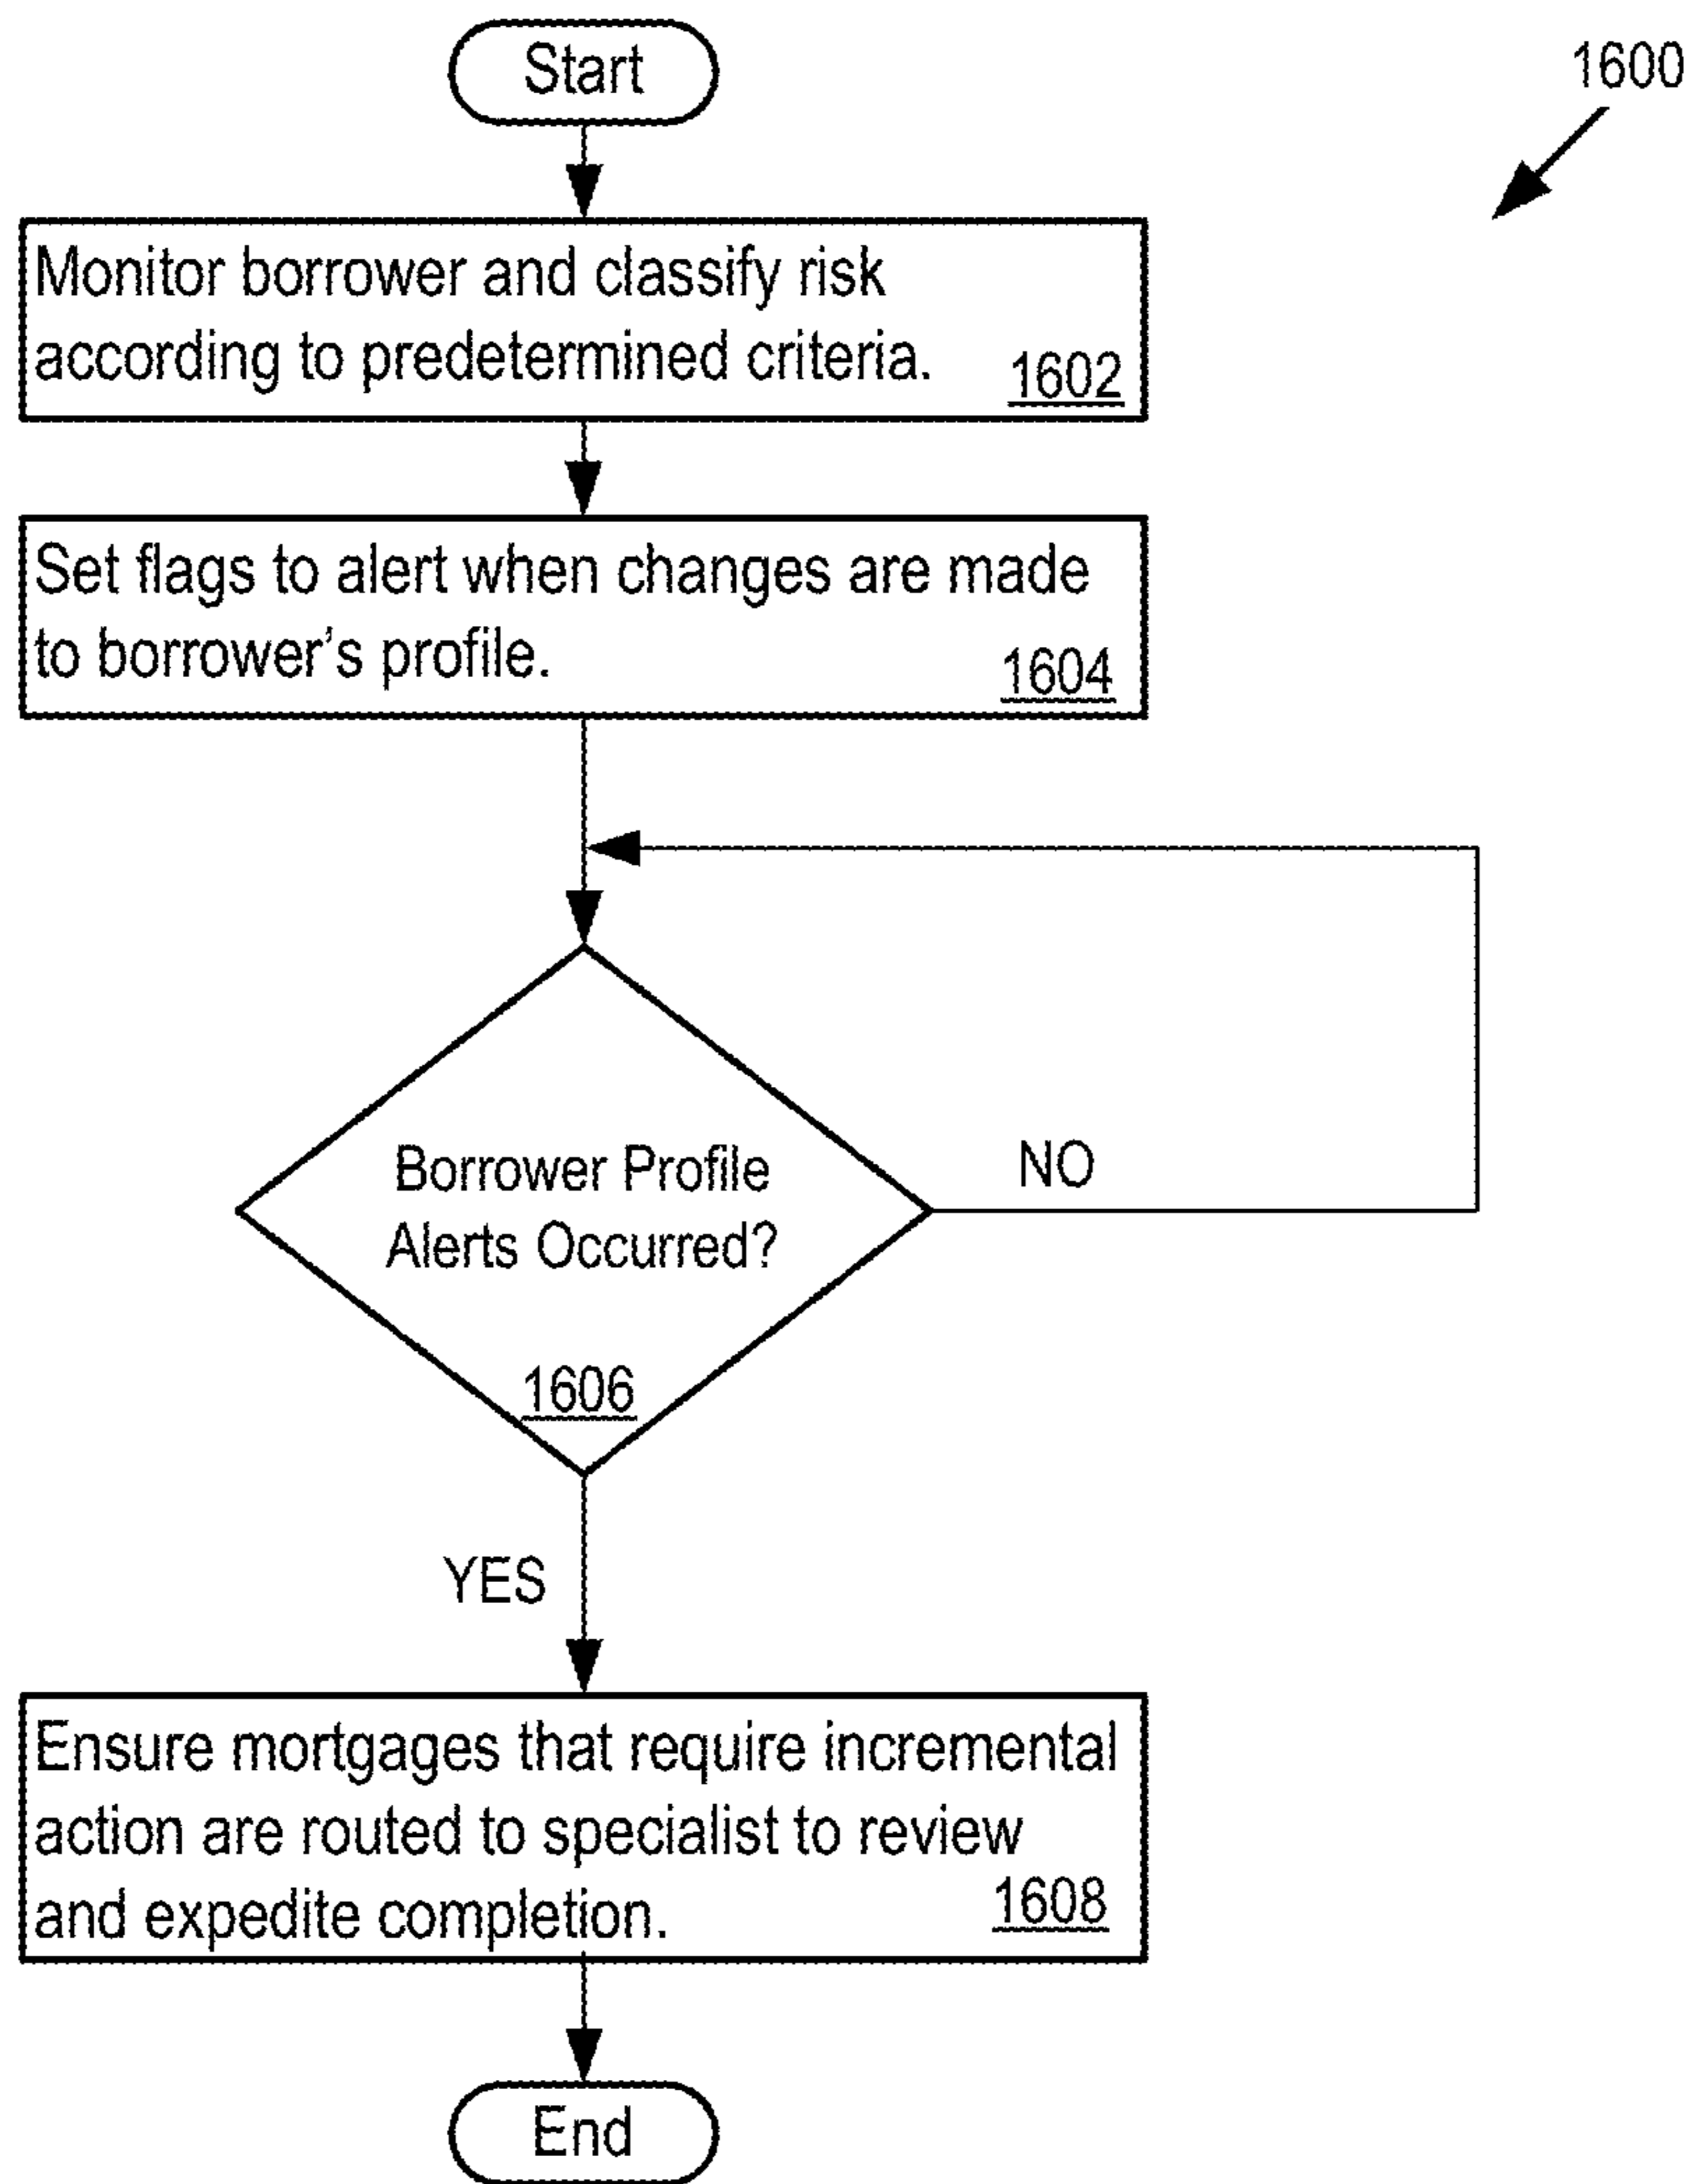 Start
1600
Monitor borrower and classify risk
according to predetermined criteria.
1602
Set flags to alert when changes are made
to borrower’s profile.
1604
Borrower Profile
Alerts Occurred?
NO
1606
YES
Ensure mortgages that require incremental
action are routed to specialist to review
and expedite completion.
1608
End